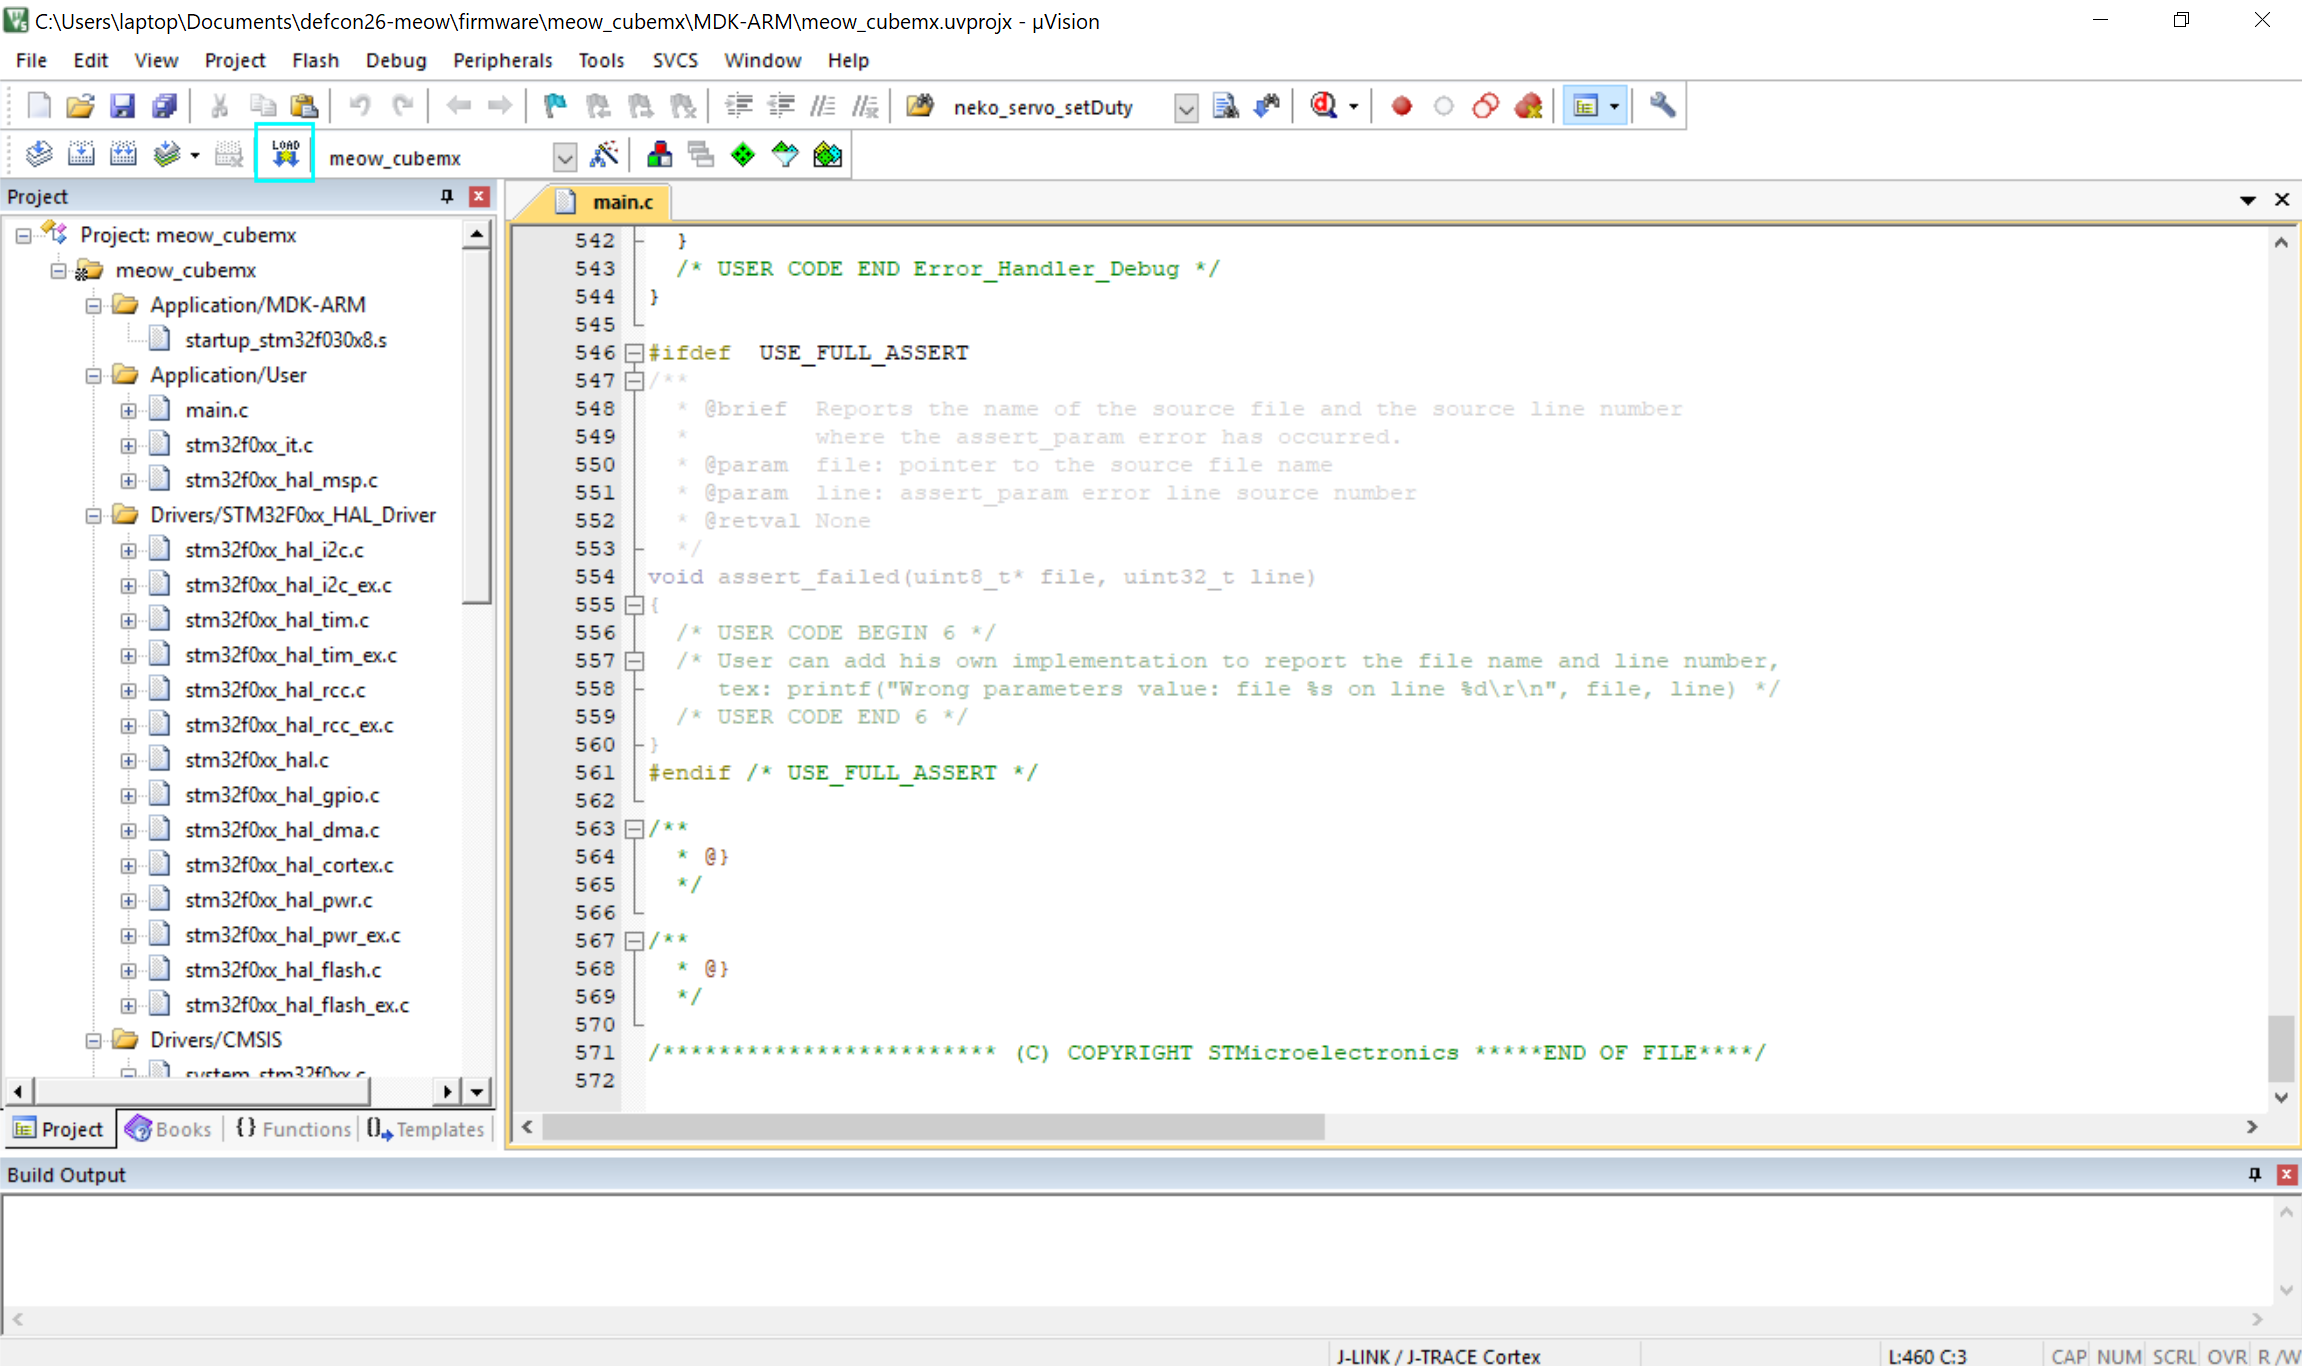 C:\Users\laptop\Documents\defcon26-meow\firmware\meow_cubemx\MDK-ARM\meow_cubemx.uvprojx - µVision
File Edit View Project Flash Debug Peripherals Tools SVCS Window Help
neko_servo_setDuty
LOAD meow_cubemx
Project
Project: meow_cubemx
meow_cubemx
Application/MDK-ARM
startup_stm32f030x8.s
Application/User
main.c
stm32f0xx_it.c
stm32f0xx_hal_msp.c
Drivers/STM32F0xx_HAL_Driver
stm32f0xx_hal_i2c.c
stm32f0xx_hal_i2c_ex.c
stm32f0xx_hal_tim.c
stm32f0xx_hal_tim_ex.c
stm32f0xx_hal_rcc.c
stm32f0xx_hal_rcc_ex.c
stm32f0xx_hal.c
stm32f0xx_hal_gpio.c
stm32f0xx_hal_dma.c
stm32f0xx_hal_cortex.c
stm32f0xx_hal_pwr.c
stm32f0xx_hal_pwr_ex.c
stm32f0xx_hal_flash.c
stm32f0xx_hal_flash_ex.c
Drivers/CMSIS
system_stm32f0xx.c
Project Books {} Functions Templates
main.c
542 }
543 /* USER CODE END Error_Handler_Debug */
544 }
545
546 #ifdef  USE_FULL_ASSERT
547 /**
548 * @brief  Reports the name of the source file and the source line number
549 *         where the assert_param error has occurred.
550 * @param  file: pointer to the source file name
551 * @param  line: assert_param error line source number
552 * @retval None
553 */
554 void assert_failed(uint8_t* file, uint32_t line)
555 {
556 /* USER CODE BEGIN 6 */
557 /* User can add his own implementation to report the file name and line number,
558 tex: printf("Wrong parameters value: file %s on line %d\r\n", file, line) */
559 /* USER CODE END 6 */
560 }
561 #endif /* USE_FULL_ASSERT */
562
563 /**
564 * @}
565 */
566
567 /**
568 * @}
569 */
570
571 /************************ (C) COPYRIGHT STMicroelectronics *****END OF FILE****/
572
Build Output
J-LINK / J-TRACE Cortex L:460 C:3 CAP NUM SCRL OVR R/W